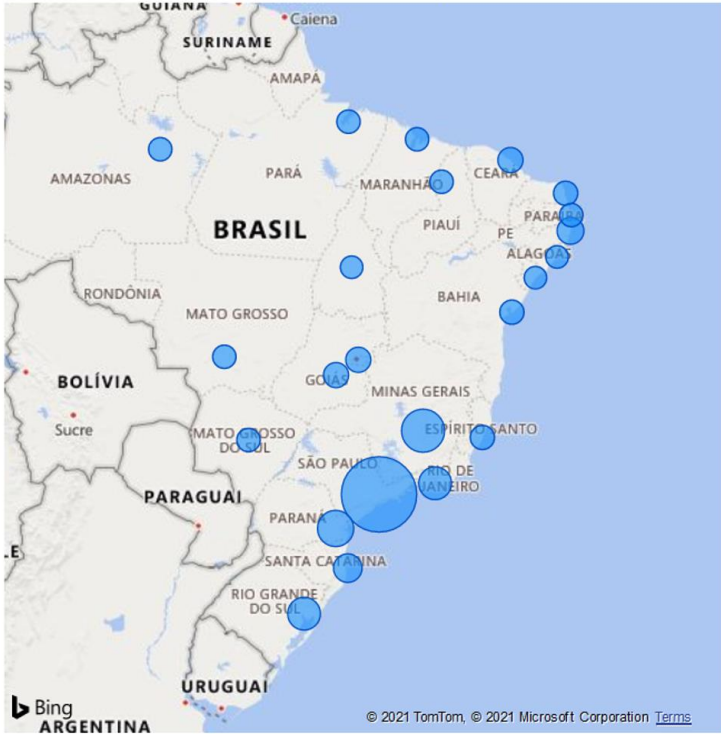 GUIANA
Caiena
SURINAME
AMAPÁ
AMAZONAS
PARÁ
MARANHÃO
CEARÁ
BRASIL
PIAUÍ
PARAÍBA
PE
ALAGOAS
RONDÔNIA
MATO GROSSO
BAHIA
BOLÍVIA
GOIÁS
MINAS GERAIS
Sucre
MATO GROSSO
DO SUL
ESPÍRITO SANTO
SÃO PAULO
RIO DE
JANEIRO
PARAGUAI
PARANÁ
LE
SANTA CATARINA
RIO GRANDE
DO SUL
URUGUAI
Bing
© 2021 TomTom, © 2021 Microsoft Corporation Terms
ARGENTINA